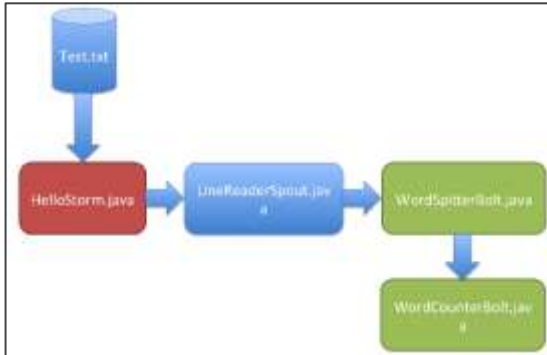 Test.txt
HelloStorm.java
LineReaderSpout.jav
a
WordSpitterBolt.java
WordCounterBolt.jav
a